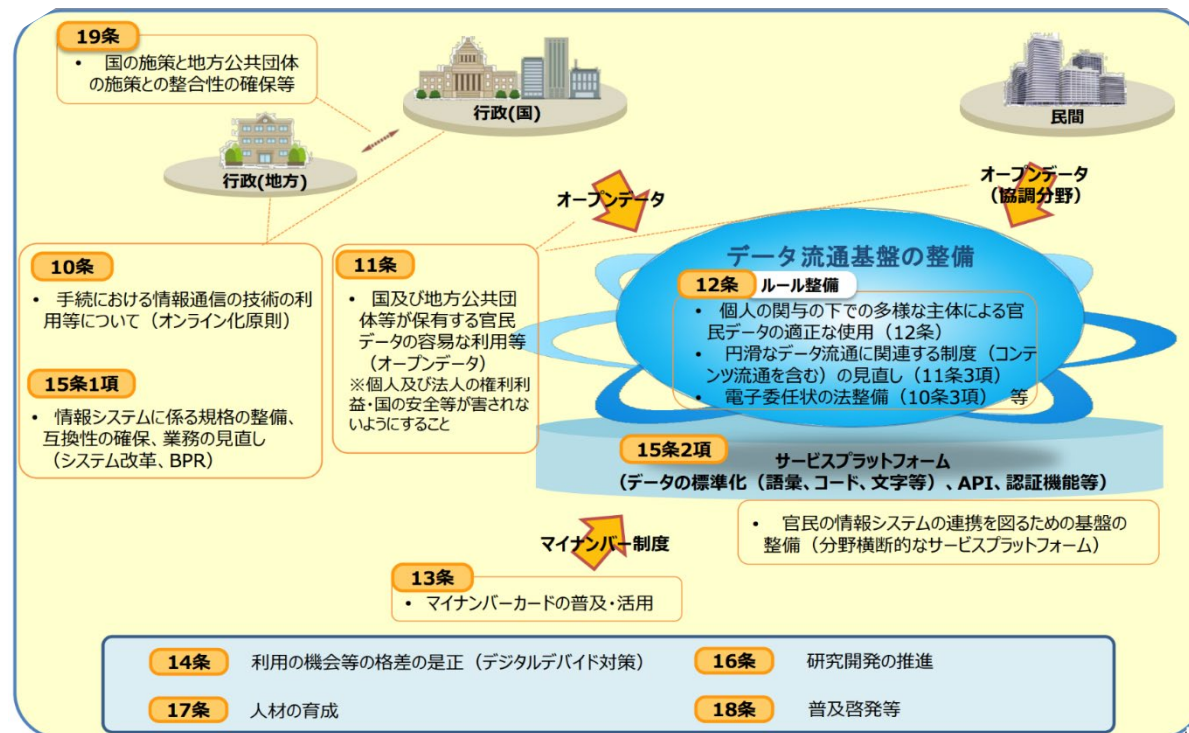 19条
• 国の施策と地方公共団体
の施策との整合性の確保等
行政(国)
行政(地方)
民間
オープンデータ
オープンデータ
（協調分野）
10条
• 手続における情報通信の技術の利
用等について（オンライン化原則）
15条1項
• 情報システムに係る規格の整備、
互換性の確保、業務の見直し
（システム改革、BPR）
11条
• 国及び地方公共団
体等が保有する官民
データの容易な利用等
（オープンデータ）
※個人及び法人の権利利
益・国の安全等が害されな
いようにすること
データ流通基盤の整備
12条 ルール整備
• 個人の関与の下での多様な主体による官
民データの適正な使用（12条）
• 円滑なデータ流通に関連する制度（コンテ
ンツ流通を含む）の見直し（11条3項）
• 電子委任状の法整備（10条3項） 等
15条2項
サービスプラットフォーム
（データの標準化（語彙、コード、文字等）、API、認証機能等）
• 官民の情報システムの連携を図るための基盤の
整備（分野横断的なサービスプラットフォーム）
マイナンバー制度
13条
• マイナンバーカードの普及・活用
14条 利用の機会等の格差の是正（デジタルデバイド対策）
16条 研究開発の推進
17条 人材の育成
18条 普及啓発等